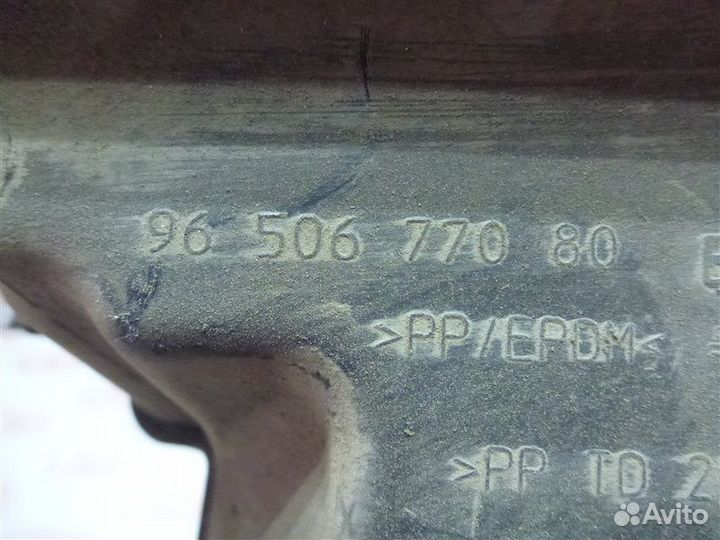 96 506 770 80
>PP/EPDM<
>PP TD 2
Avito